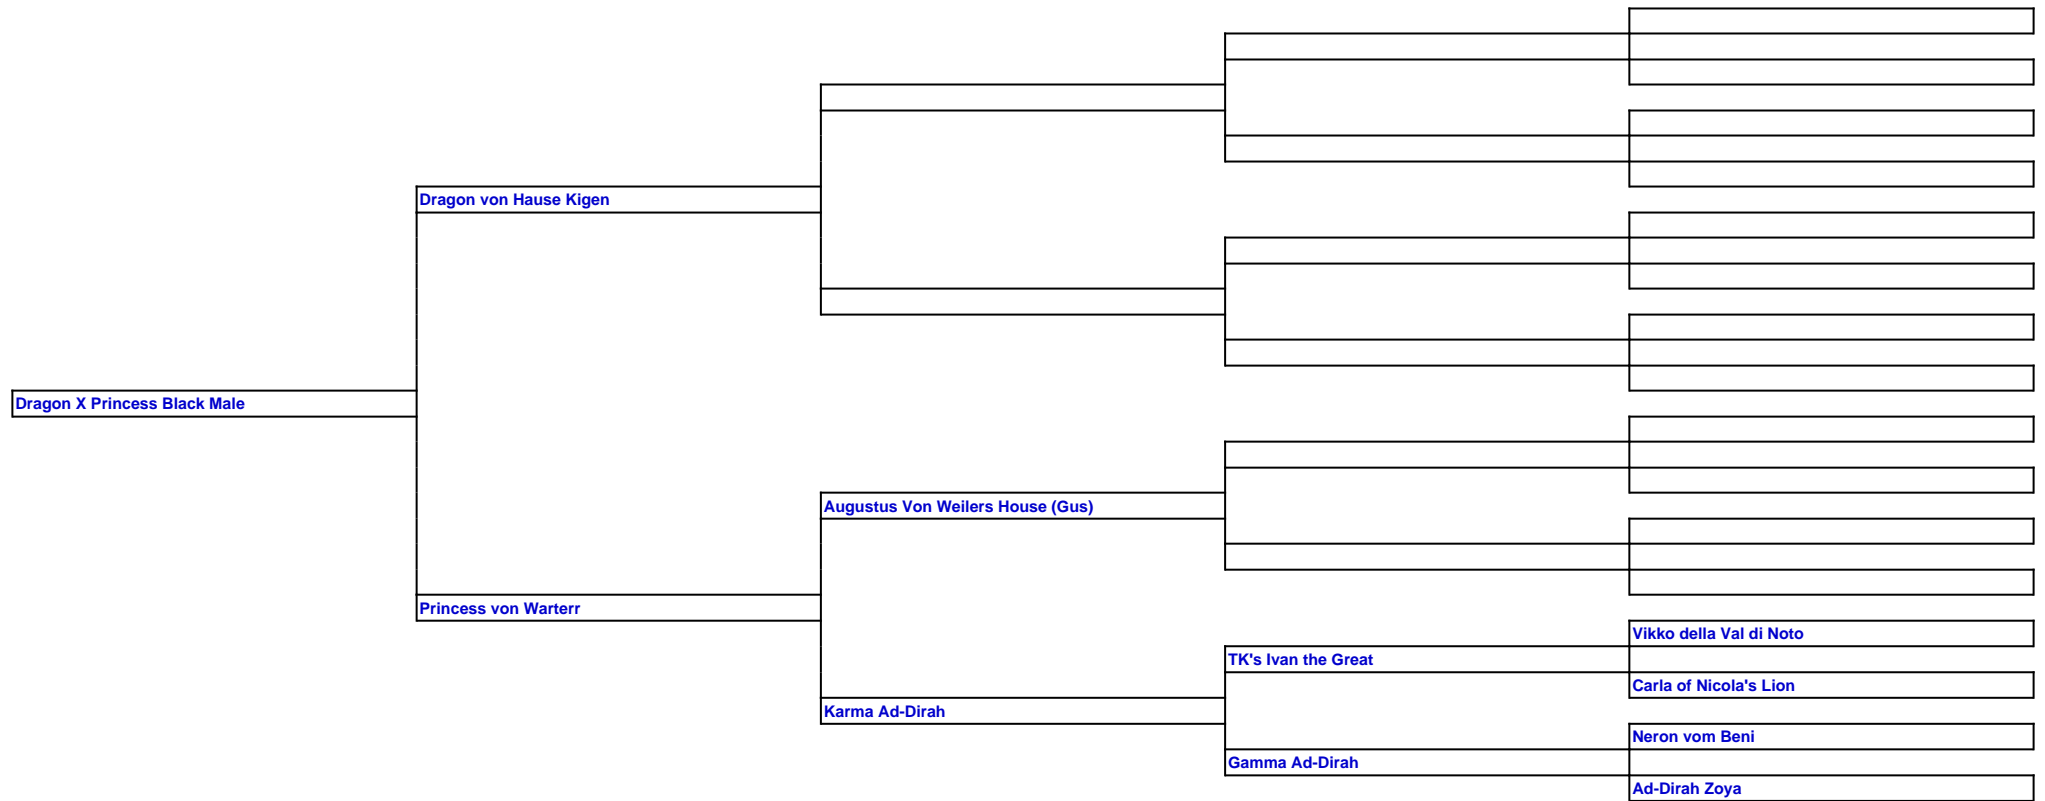 Dragon von Hause Kigen
Dragon X Princess Black Male
Augustus Von Weilers House (Gus)
Princess von Warterr
Vikko della Val di Noto
TK's Ivan the Great
Carla of Nicola's Lion
Karma Ad-Dirah
Neron vom Beni
Gamma Ad-Dirah
Ad-Dirah Zoya